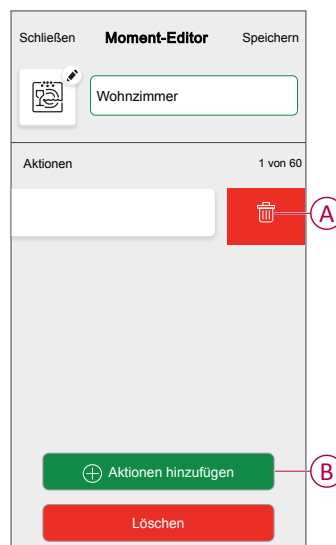 Schließen Moment-Editor Speichern
Wohnzimmer
Aktionen 1 von 60
A
Aktionen hinzufügen B
Löschen